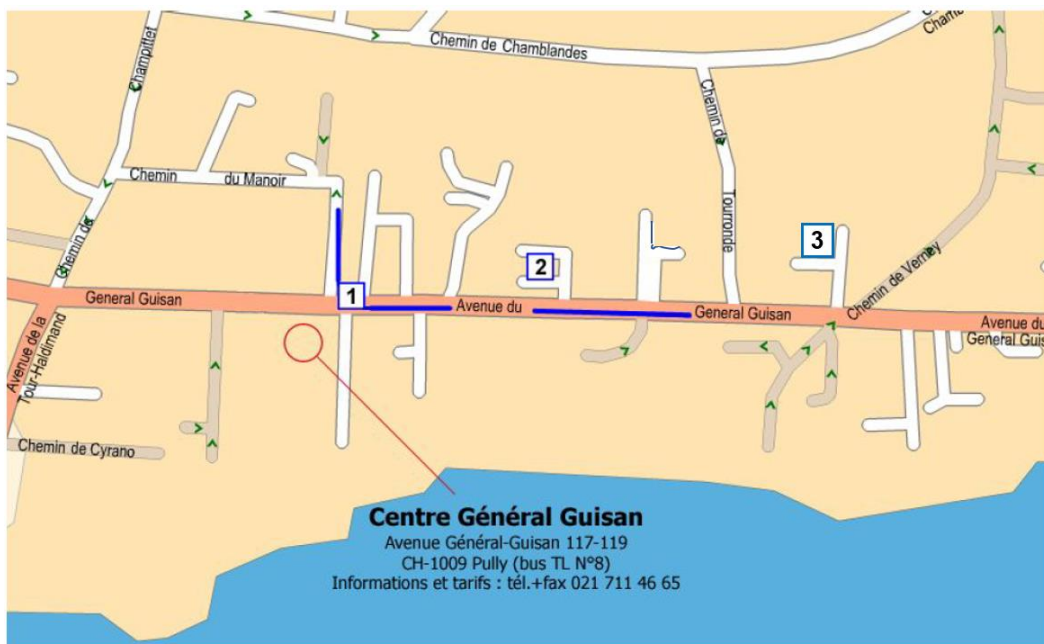 Chemin de Chamblandes
Cham
Champittet
Chemin de
Chemin du Manoir
Chemin de
Tourronde
3
2
1
Chemin de Verney
General Guisan
Avenue du
General Guisan
Avenue du
General Guis
Avenue de la
Tour-Haldimand
Chemin de Cyrano
Centre Général Guisan
Avenue Général-Guisan 117-119
CH-1009 Pully (bus TL N°8)
Informations et tarifs : tél.+fax 021 711 46 65